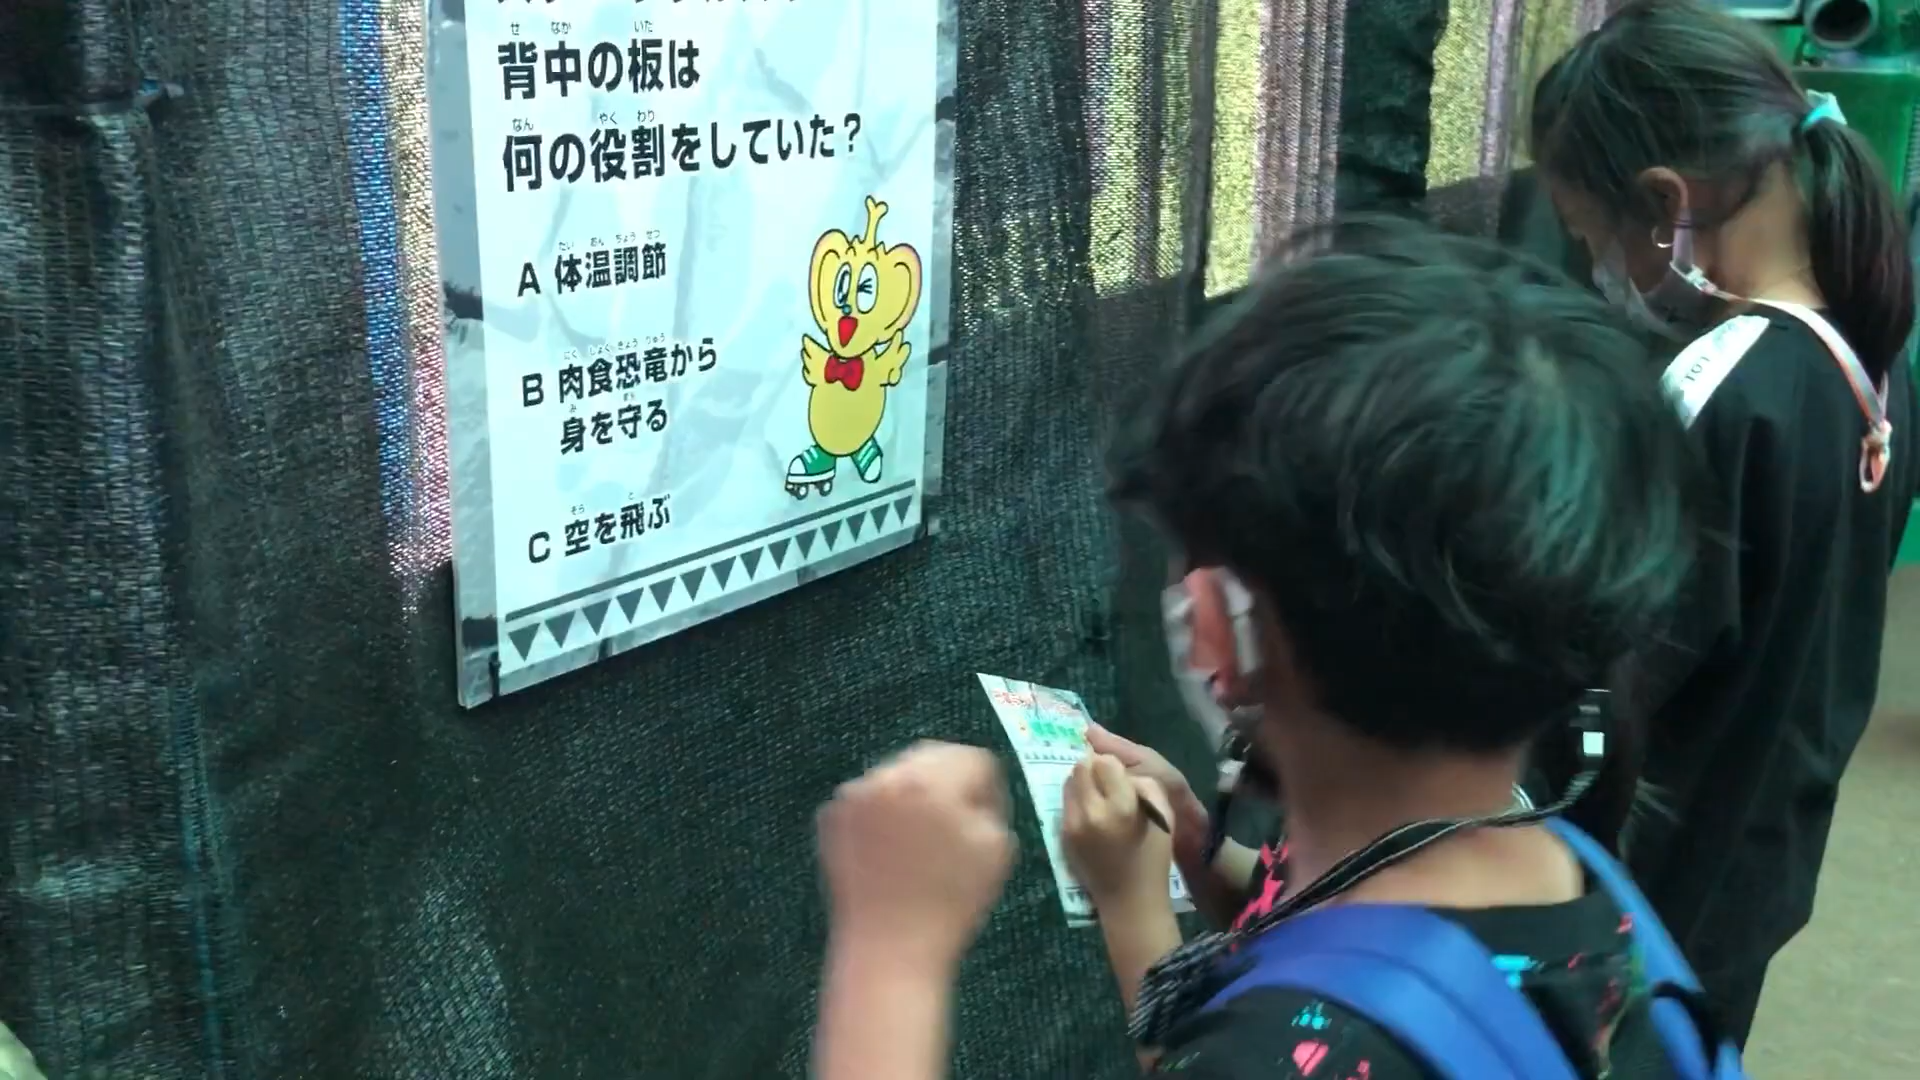 背中の板は
何の役割をしていた?
A 体温調節
B 肉食恐竜から
身を守る
C 空を飛ぶ